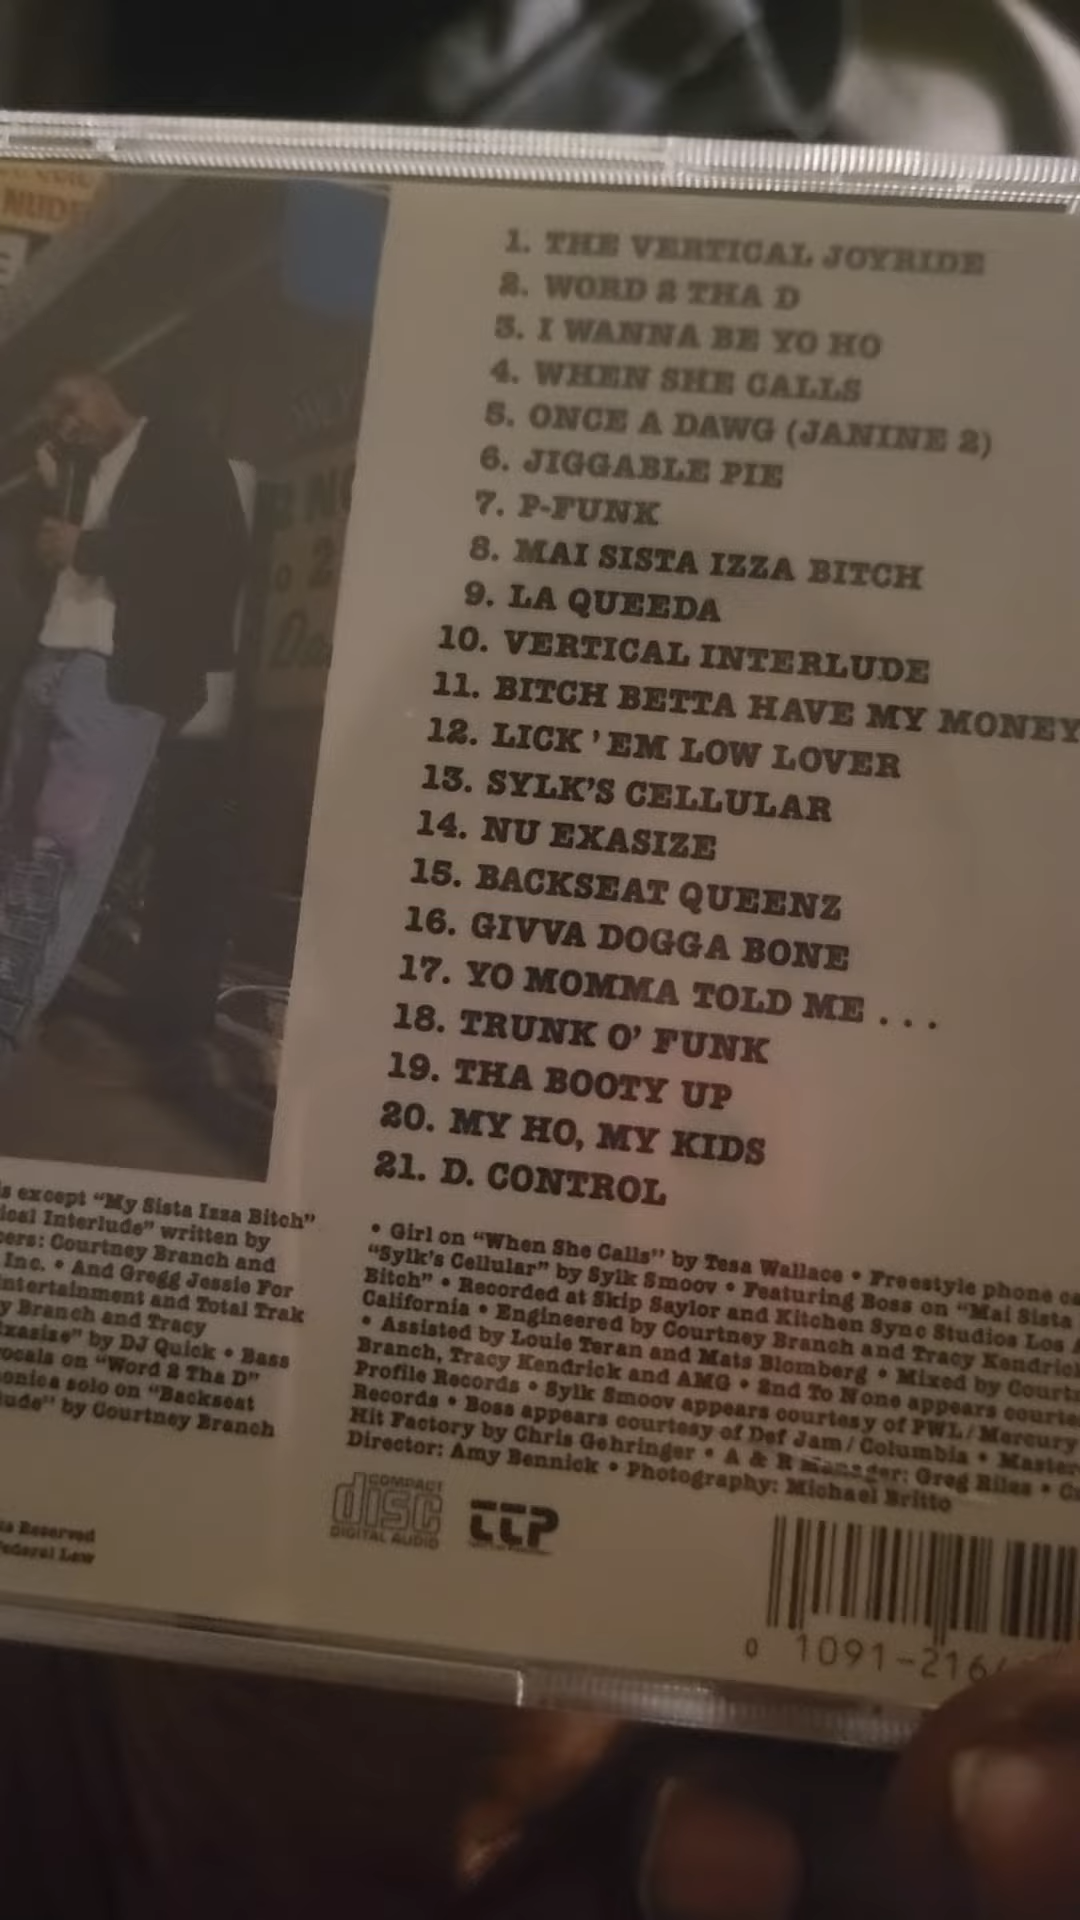 NUDE
1. THE VERTICAL JOYRIDE
2. WORD 2 THA D
3. I WANNA BE YO HO
4. WHEN SHE CALLS
5. ONCE A DAWG (JANINE 2)
6. JIGGABLE PIE
7. P-FUNK
8. MAI SISTA IZZA BITCH
9. LA QUEEDA
10. VERTICAL INTERLUDE
11. BITCH BETTA HAVE MY MONEY
12. LICK 'EM LOW LOVER
13. SYLK'S CELLULAR
14. NU EXASIZE
15. BACKSEAT QUEENZ
16. GIVVA DOGGA BONE
17. YO MOMMA TOLD ME . . .
18. TRUNK O' FUNK
19. THA BOOTY UP
20. MY HO, MY KIDS
21. D. CONTROL
except "My Sista Izza Bitch"
Interlude" written by
Courtney Branch and
Inc. • And Gregg Jessie For
Entertainment and Total Trak
Branch and Tracy
by DJ Quick • Bass
vocals on "Word 2 Tha D"
solo on "Backseat
by Courtney Branch
• Girl on "When She Calls" by Tesa Wallace • Freestyle phone
"Sylk's Cellular" by Sylk Smoov • Featuring Boss on "Mai Sista
Bitch" • Recorded at Skip Saylor and Kitchen Sync Studios Los
California • Engineered by Courtney Branch and Tracy Kendrick
• Assisted by Louie Teran and Mats Blomberg • Mixed by
Branch, Tracy Kendrick and AMG • 2nd To None appears
Profile Records • Sylk Smoov appears courtesy of PWL/Mercury
Records • Boss appears courtesy of Def Jam/Columbia •
Hit Factory by Chris Gehringer • A & R Manager: Greg Riles •
Director: Amy Bennick • Photography: Michael Britto
Reserved
Federal Law
COMPACT
disc
DIGITAL AUDIO
TTP
0 1091-216